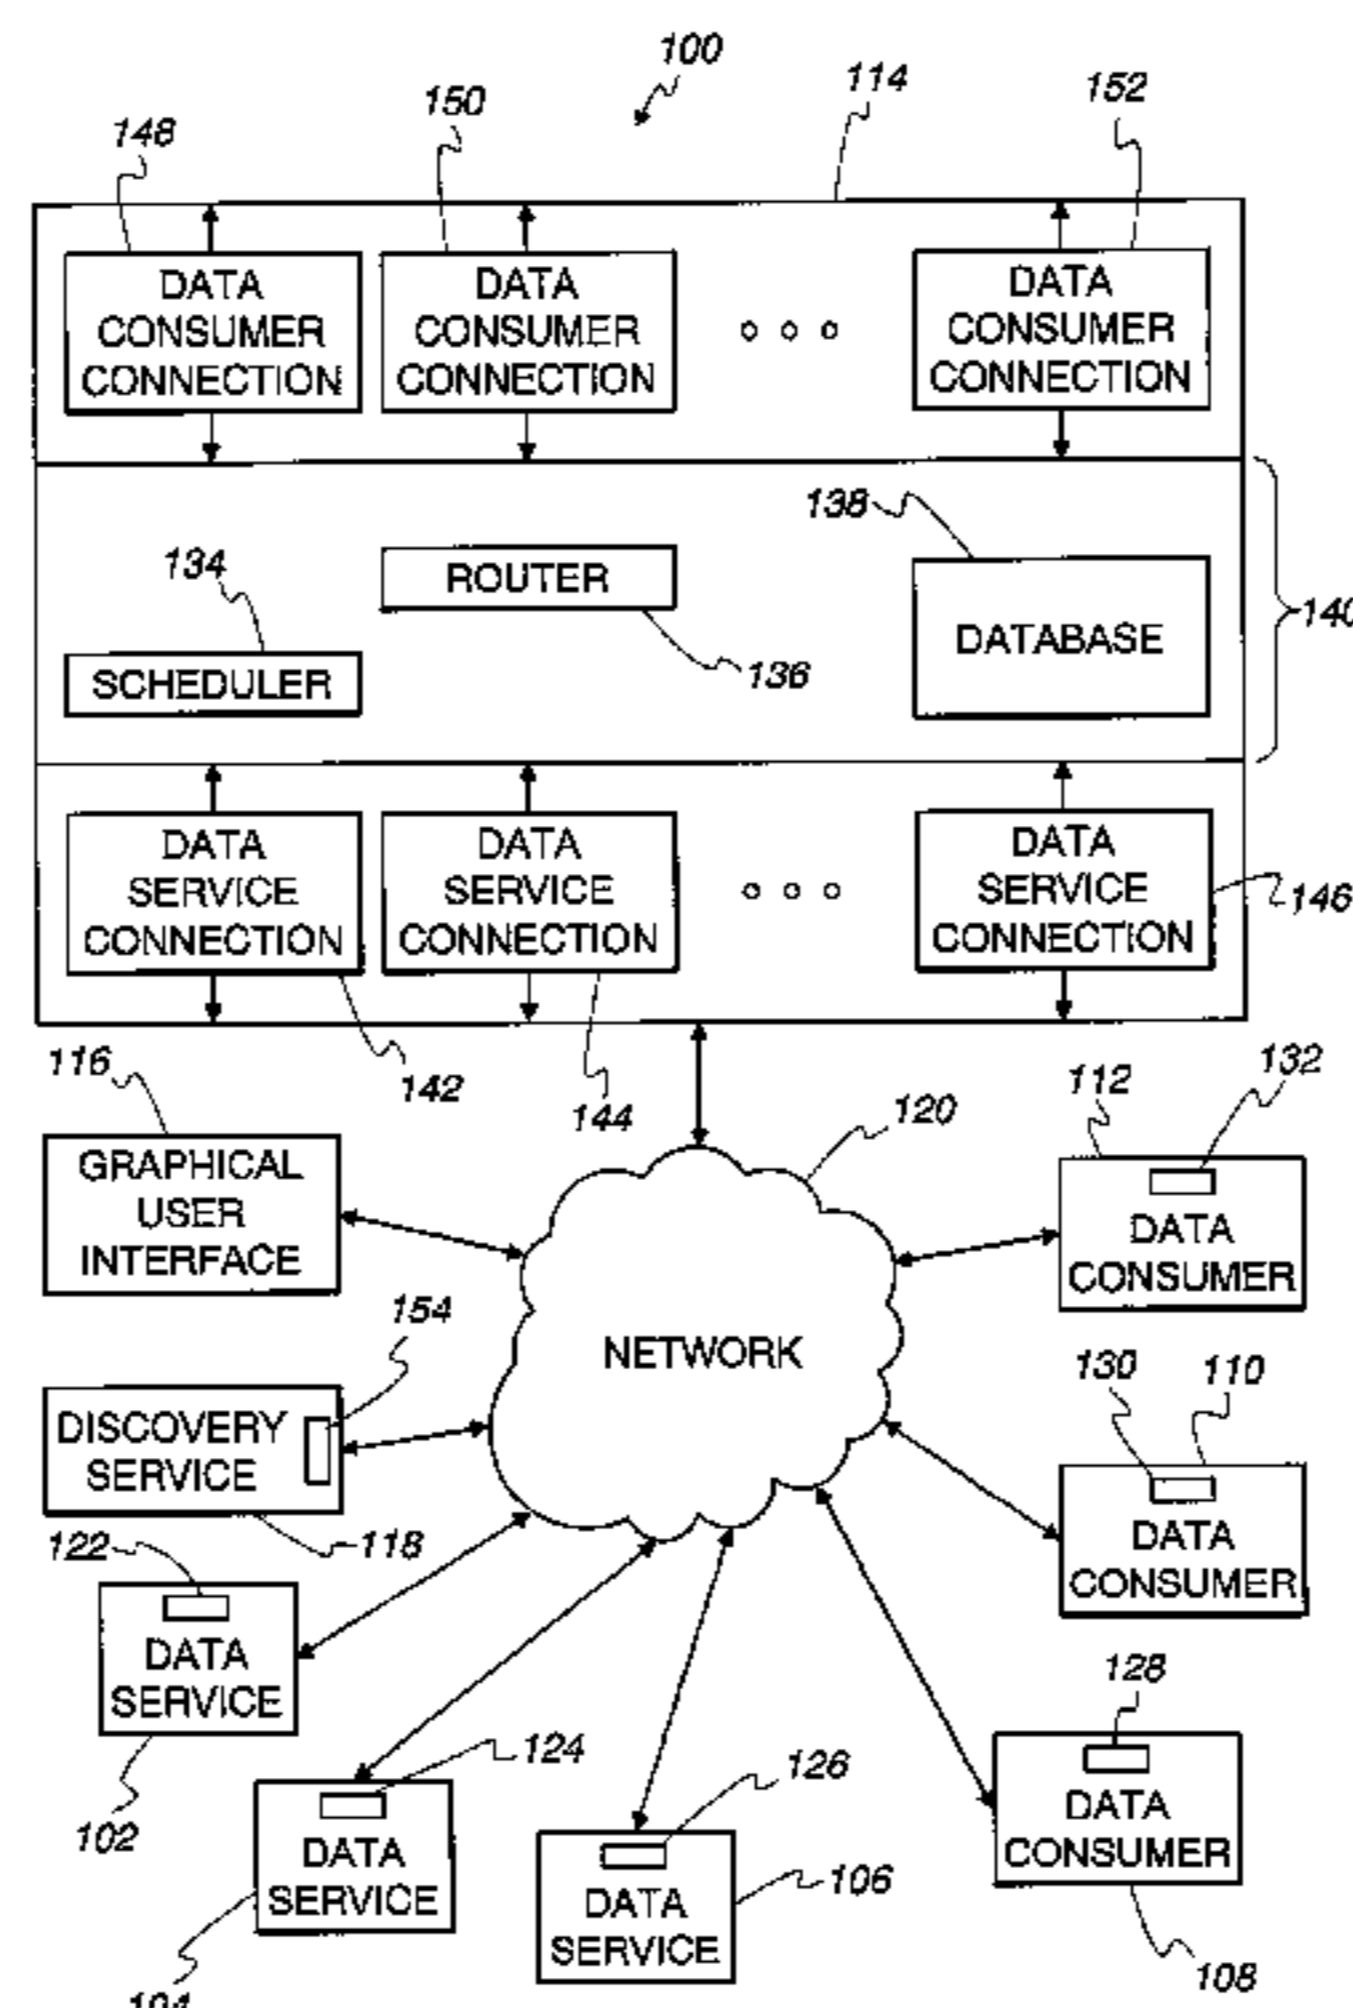 100
114
150
152
148
DATA
CONSUMER
CONNECTION
DATA
CONSUMER
CONNECTION
DATA
CONSUMER
CONNECTION
138
134
ROUTER
140
DATABASE
136
SCHEDULER
DATA
SERVICE
CONNECTION
DATA
SERVICE
CONNECTION
DATA
SERVICE
CONNECTION
146
116
142
144
120
112
132
GRAPHICAL
USER
INTERFACE
DATA
CONSUMER
154
NETWORK
130
110
DISCOVERY
SERVICE
118
DATA
CONSUMER
122
DATA
SERVICE
128
102
124
126
DATA
SERVICE
DATA
CONSUMER
106
DATA
SERVICE
104
108